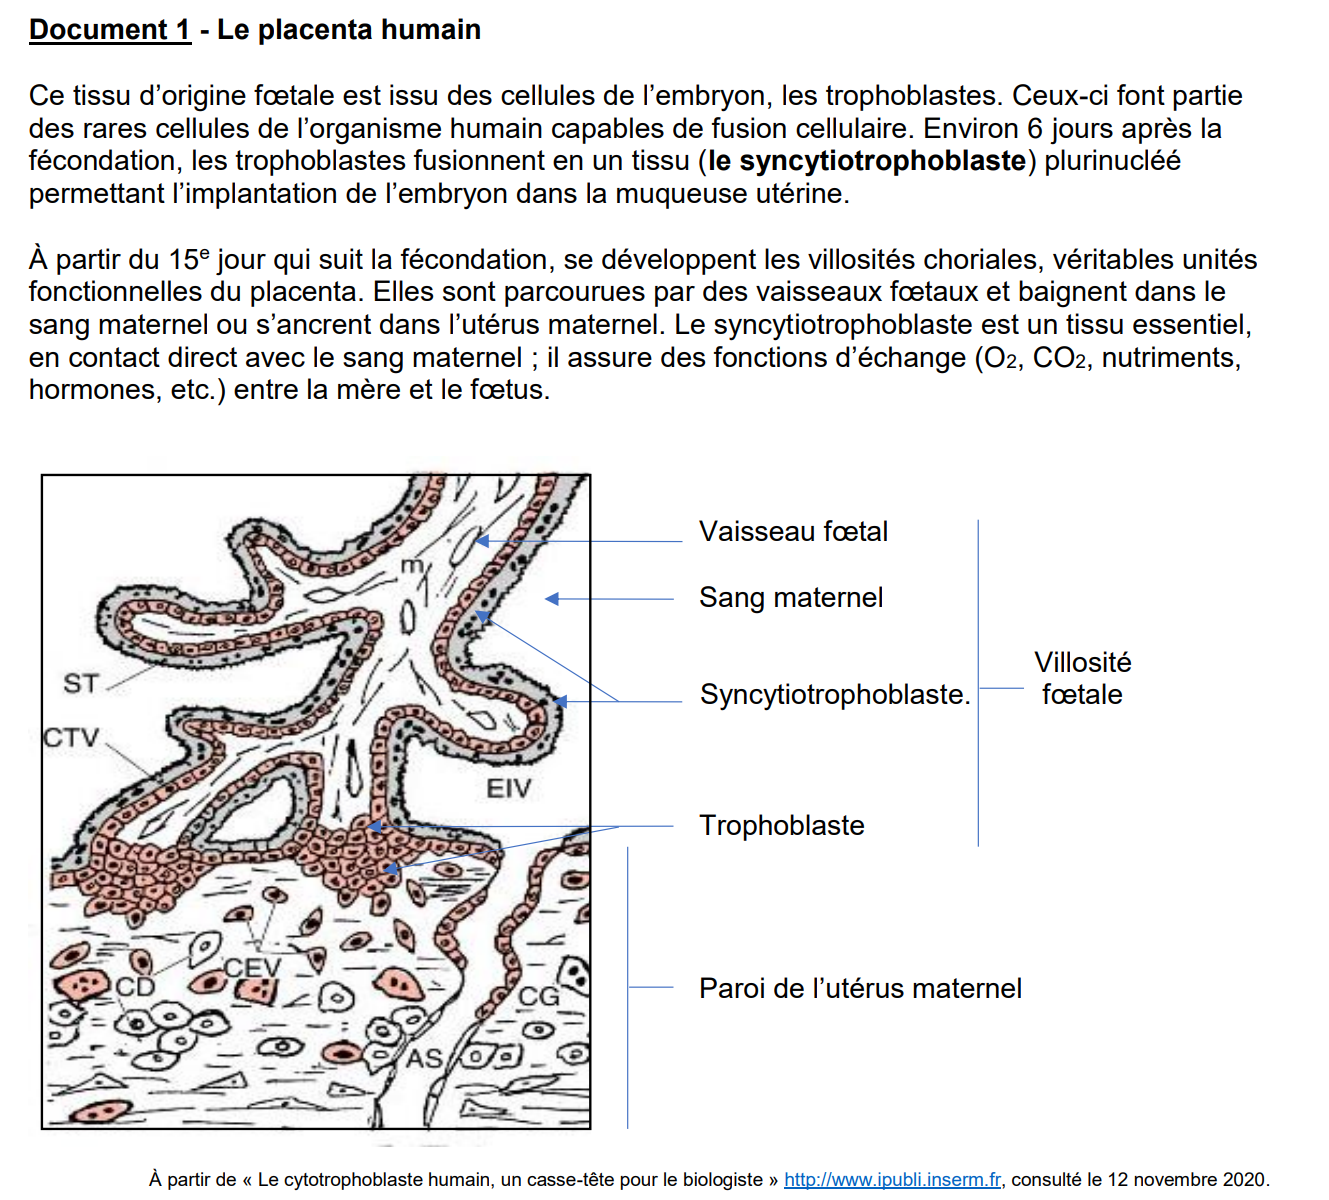 Document 1 - Le placenta humain
Ce tissu d’origine fœtale est issu des cellules de l’embryon, les trophoblastes. Ceux-ci font partie
des rares cellules de l’organisme humain capables de fusion cellulaire. Environ 6 jours après la
fécondation, les trophoblastes fusionnent en un tissu (le syncytiotrophoblaste) plurinucléé
permettant l’implantation de l’embryon dans la muqueuse utérine.
À partir du 15e jour qui suit la fécondation, se développent les villosités choriales, véritables unités
fonctionnelles du placenta. Elles sont parcourues par des vaisseaux fœtaux et baignent dans le
sang maternel ou s’ancrent dans l’utérus maternel. Le syncytiotrophoblaste est un tissu essentiel,
en contact direct avec le sang maternel ; il assure des fonctions d’échange (O2, CO2, nutriments,
hormones, etc.) entre la mère et le fœtus.
Vaisseau fœtal
m
Sang maternel
Villosité
fœtale
ST
Syncytiotrophoblaste.
CTV
EIV
Trophoblaste
CEV
CD
CG
Paroi de l’utérus maternel
AS
À partir de « Le cytotrophoblaste humain, un casse-tête pour le biologiste » http://www.ipubli.inserm.fr, consulté le 12 novembre 2020.